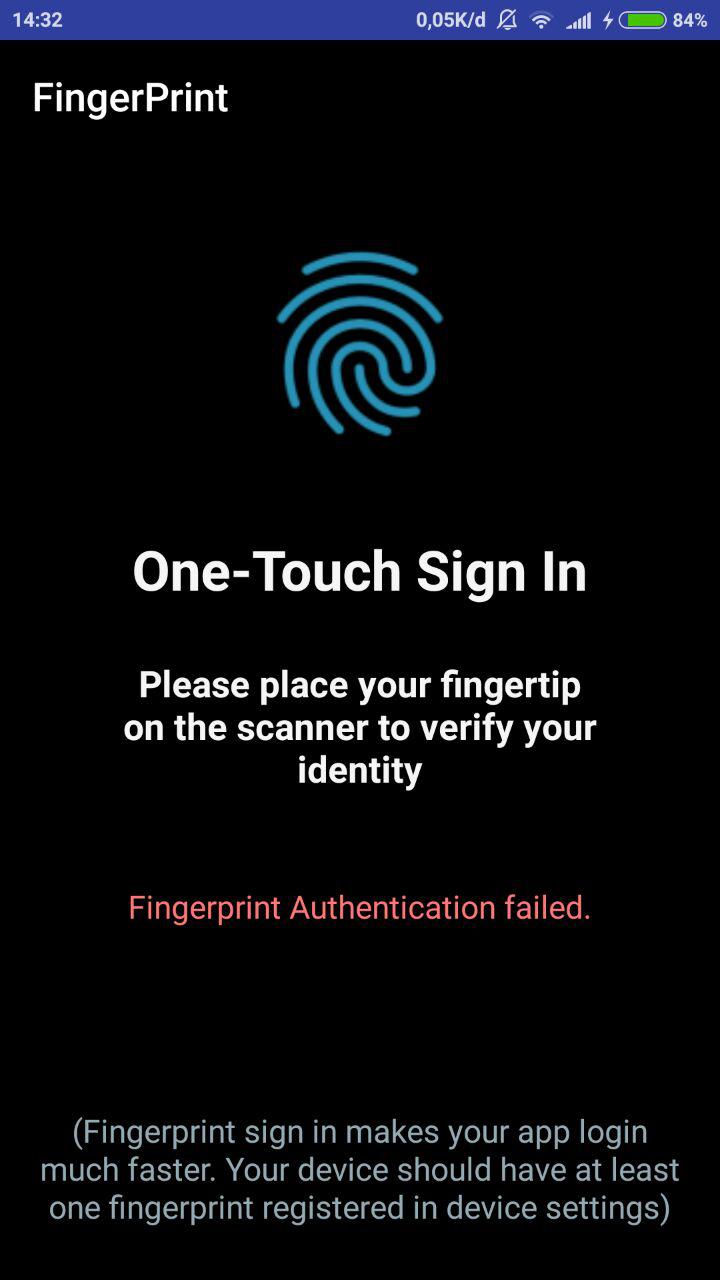 14:32 0,05K/d 84%
FingerPrint
One-Touch Sign In
Please place your fingertip
on the scanner to verify your
identity
Fingerprint Authentication failed.
(Fingerprint sign in makes your app login
much faster. Your device should have at least
one fingerprint registered in device settings)